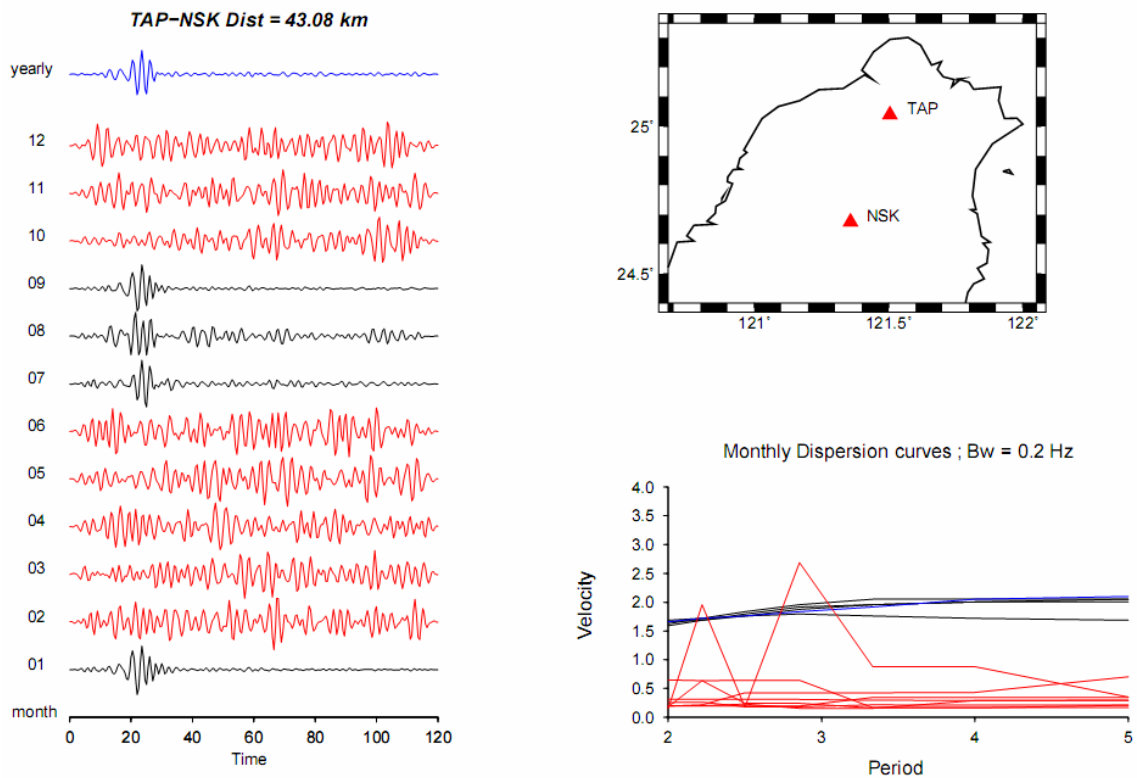 TAP−NSK Dist = 43.08 km
yearly
12
11
10
09
08
07
06
05
04
03
02
01
month
0 20 40 60 80 100 120
Time
TAP
NSK
25˚
24.5˚
121˚ 121.5˚ 122˚
Monthly Dispersion curves ; Bw = 0.2 Hz
4.0
3.5
3.0
2.5
2.0
1.5
1.0
0.5
0.0
Velocity
2 3 4 5
Period